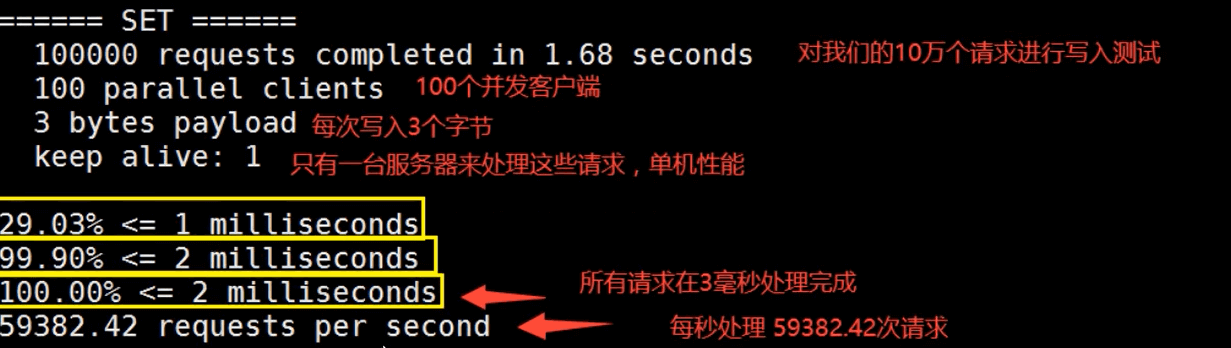 ====== SET ======
100000 requests completed in 1.68 seconds 对我们的10万个请求进行写入测试
100 parallel clients 100个并发客户端
3 bytes payload 每次写入3个字节
keep alive: 1 只有一台服务器来处理这些请求，单机性能
29.03% <= 1 milliseconds
99.90% <= 2 milliseconds
100.00% <= 2 milliseconds 所有请求在3毫秒处理完成
59382.42 requests per second 每秒处理 59382.42次请求